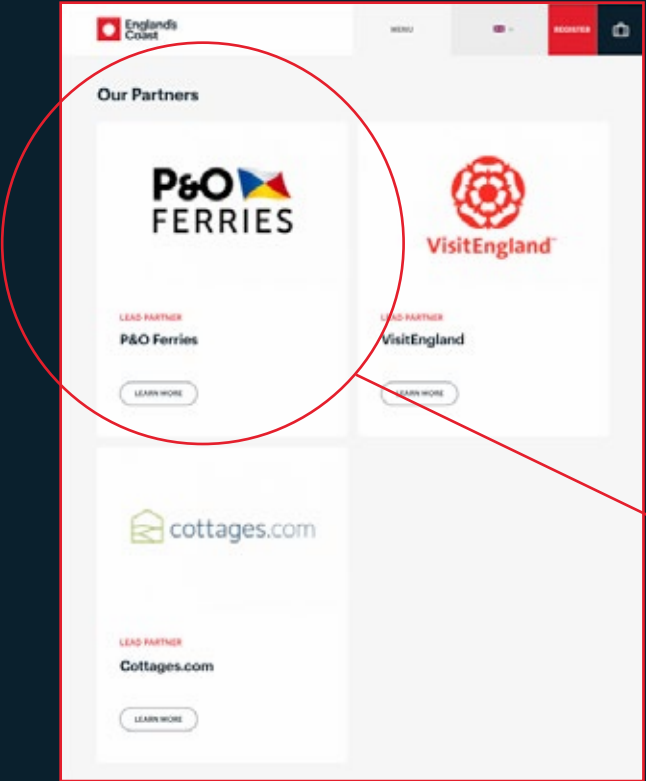 England's
Coast
MENU
REGISTER
Our Partners
P&O
FERRIES
LEAD PARTNER
P&O Ferries
LEARN MORE
VisitEngland™
LEAD PARTNER
VisitEngland
LEARN MORE
cottages.com
LEAD PARTNER
Cottages.com
LEARN MORE